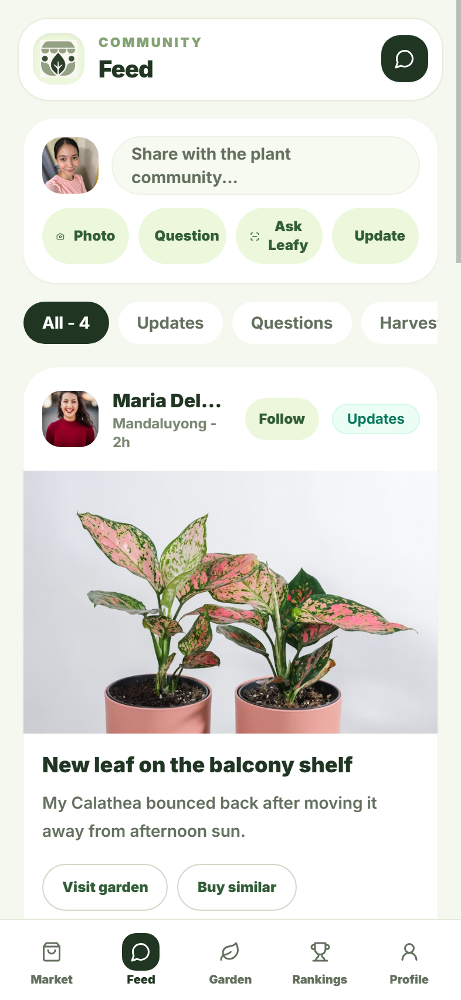 COMMUNITY
Feed
Share with the plant
community...
Photo
Question
Ask
Leafy
Update
All - 4
Updates
Questions
Harves
Maria Del...
Follow
Updates
Mandaluyong -
2h
New leaf on the balcony shelf
My Calathea bounced back after moving it
away from afternoon sun.
Visit garden
Buy similar
Market
Feed
Garden
Rankings
Profile